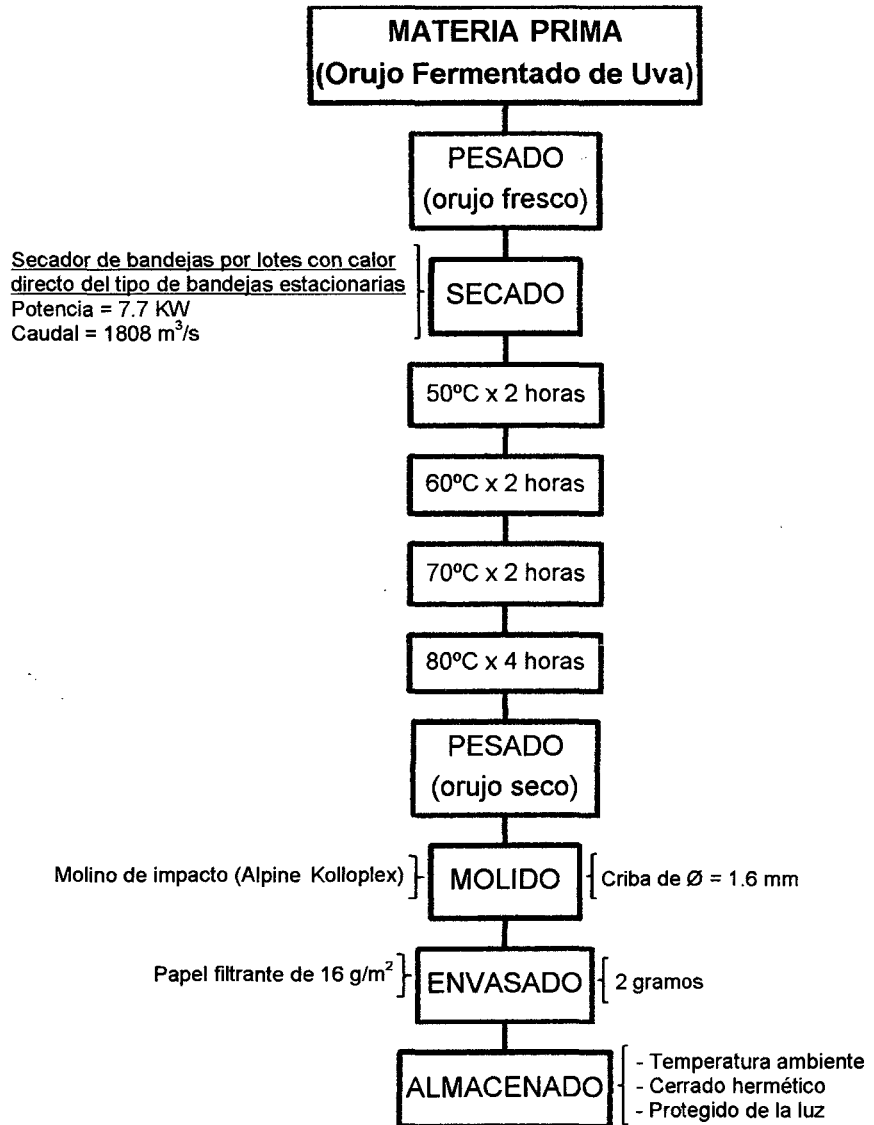 MATERIA PRIMA
(Orujo Fermentado de Uva)
PESADO
(orujo fresco)
Secador de bandejas por lotes con calor
directo del tipo de bandejas estacionarias
Potencia = 7.7 KW
Caudal = 1808 m³/s
SECADO
50ºC x 2 horas
60ºC x 2 horas
70ºC x 2 horas
80ºC x 4 horas
PESADO
(orujo seco)
Molino de impacto (Alpine Kolloplex)
MOLIDO
Criba de Ø = 1.6 mm
Papel filtrante de 16 g/m²
ENVASADO
2 gramos
ALMACENADO
- Temperatura ambiente
- Cerrado hermético
- Protegido de la luz